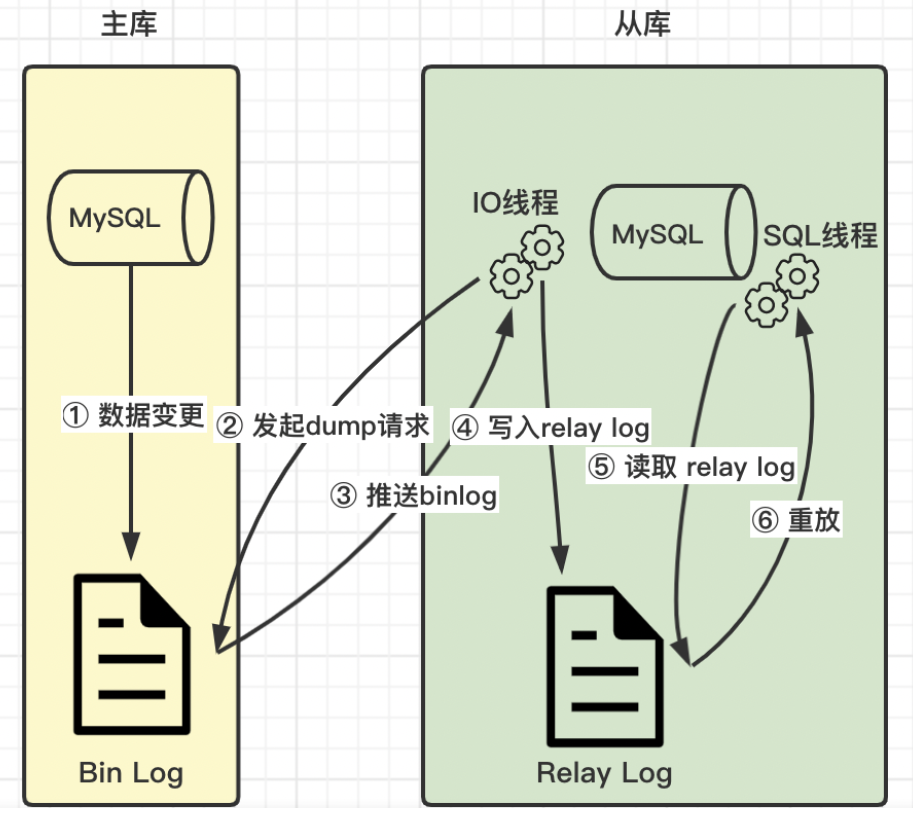 主库
从库
MySQL
IO线程
MySQL
SQL线程
① 数据变更
② 发起dump请求
④ 写入relay log
⑤ 读取 relay log
③ 推送binlog
⑥ 重放
Bin Log
Relay Log